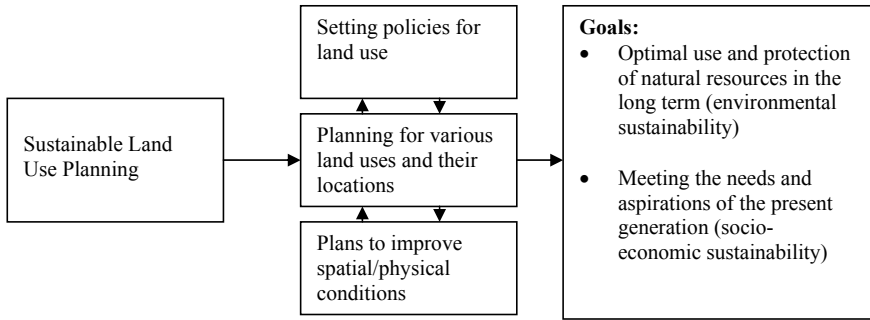 Sustainable Land
Use Planning
Setting policies for
land use
Planning for various
land uses and their
locations
Plans to improve
spatial/physical
conditions
Goals:
• Optimal use and protection
of natural resources in the
long term (environmental
sustainability)
• Meeting the needs and
aspirations of the present
generation (socio-
economic sustainability)